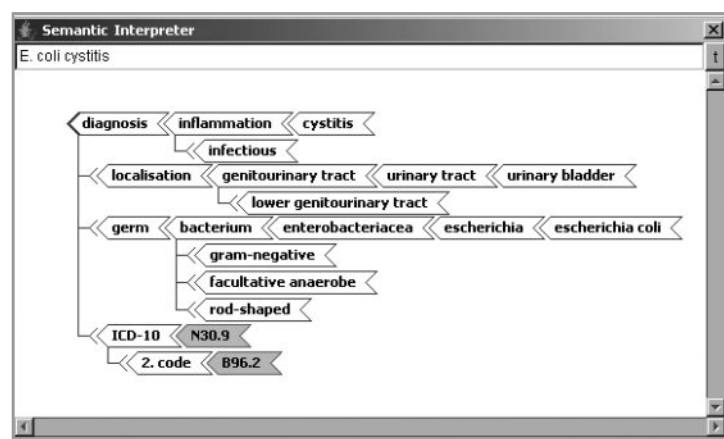 Semantic Interpreter
E. coli cystitis
t
diagnosis inflammation cystitis
infectious
localisation genitourinary tract urinary tract urinary bladder
lower genitourinary tract
germ bacterium enterobacteriacea escherichia escherichia coli
gram-negative
facultative anaerobe
rod-shaped
ICD-10 N30.9
2. code B96.2